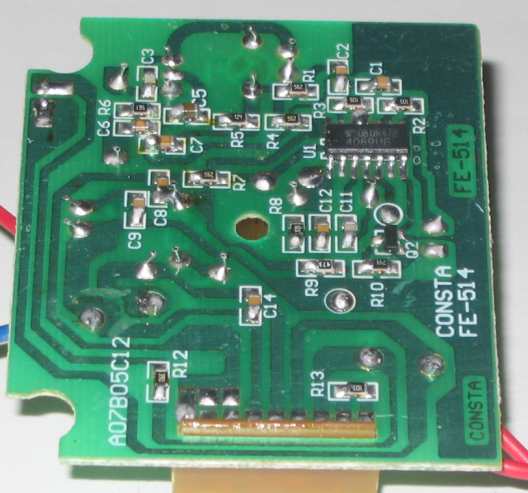 C3
C2
C1
R1
R6
C5
R3
R2
C6
R5
R4
C7
U1
FE-514
R7
R8
C12
C11
C9
C8
Q2
R9
R10
C14
CONSTA
FE-514
A07B05C12
R12
R13
CONSTA